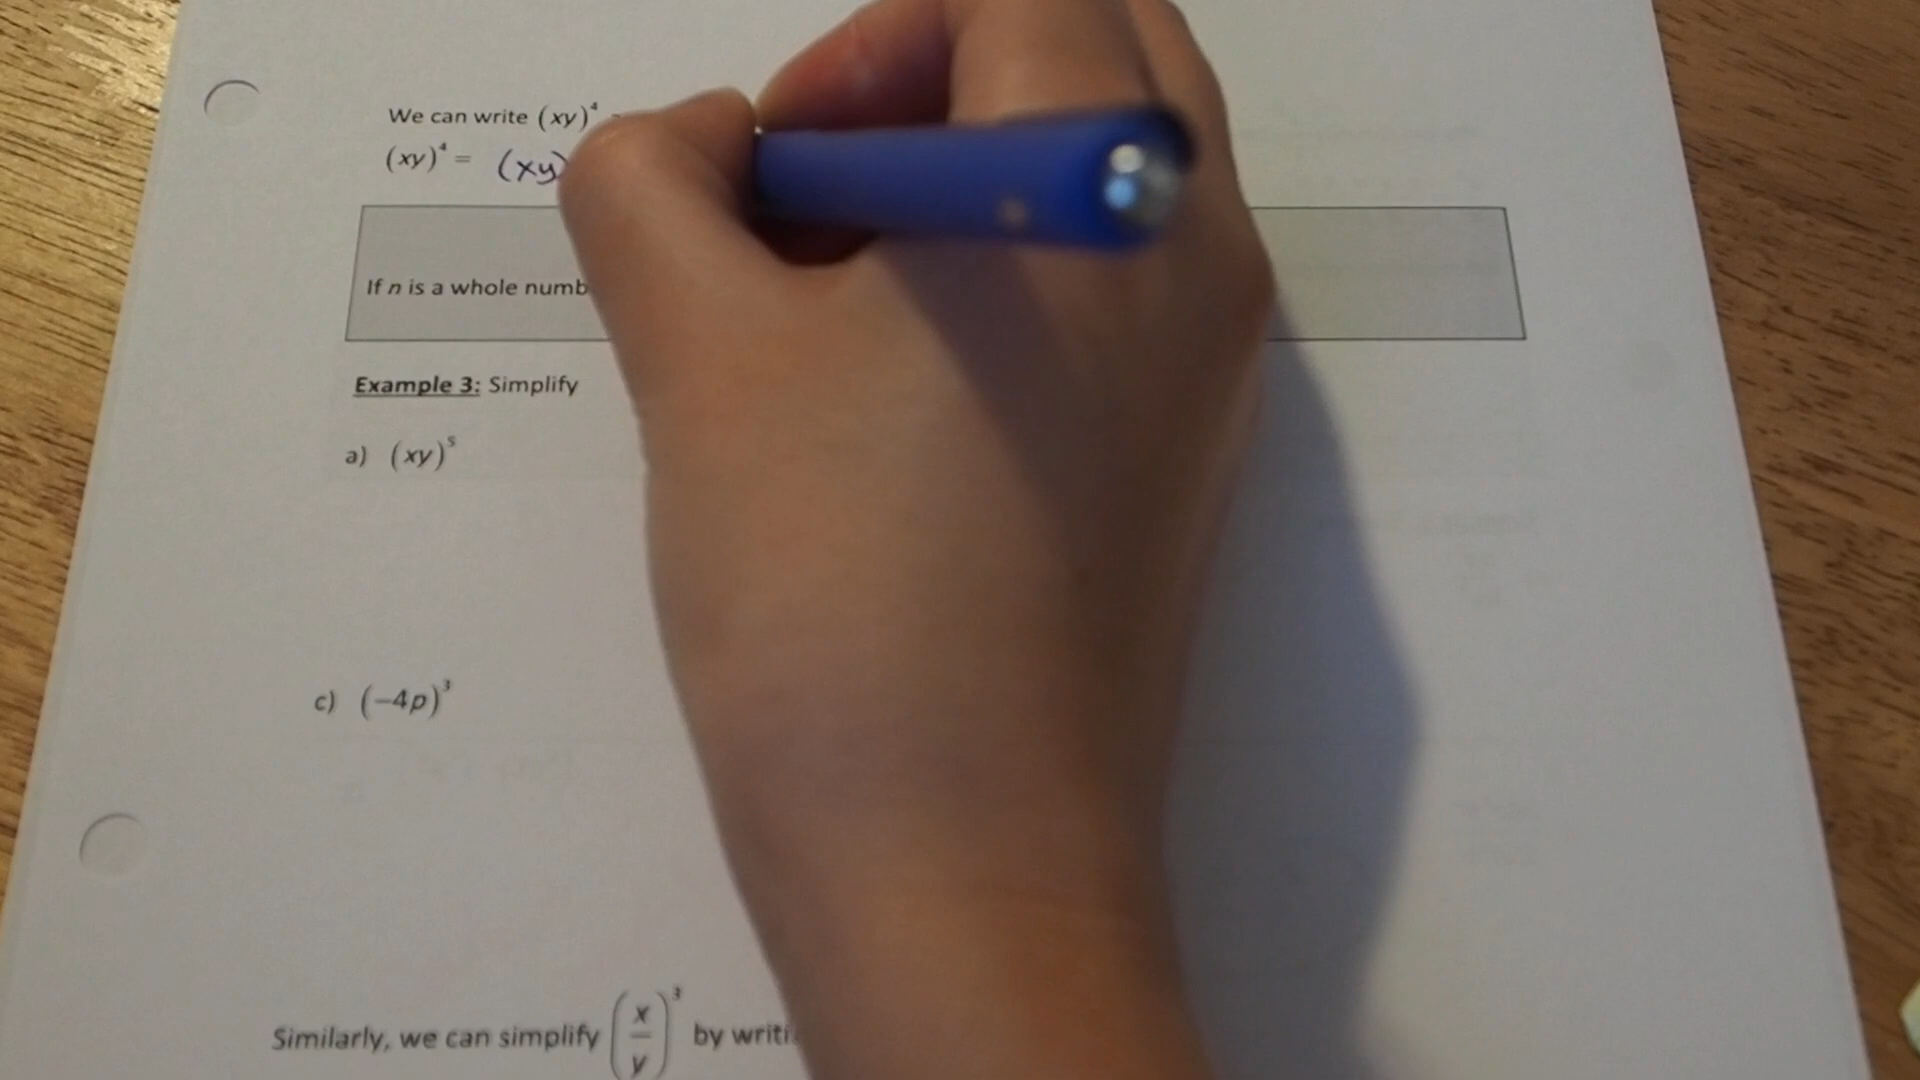 We can write (xy)⁴
(xy)⁴ = (xy)
If n is a whole numb
Example 3: Simplify
a) (xy)⁵
c) (−4p)³
Similarly, we can simplify (x/y)³ by writi